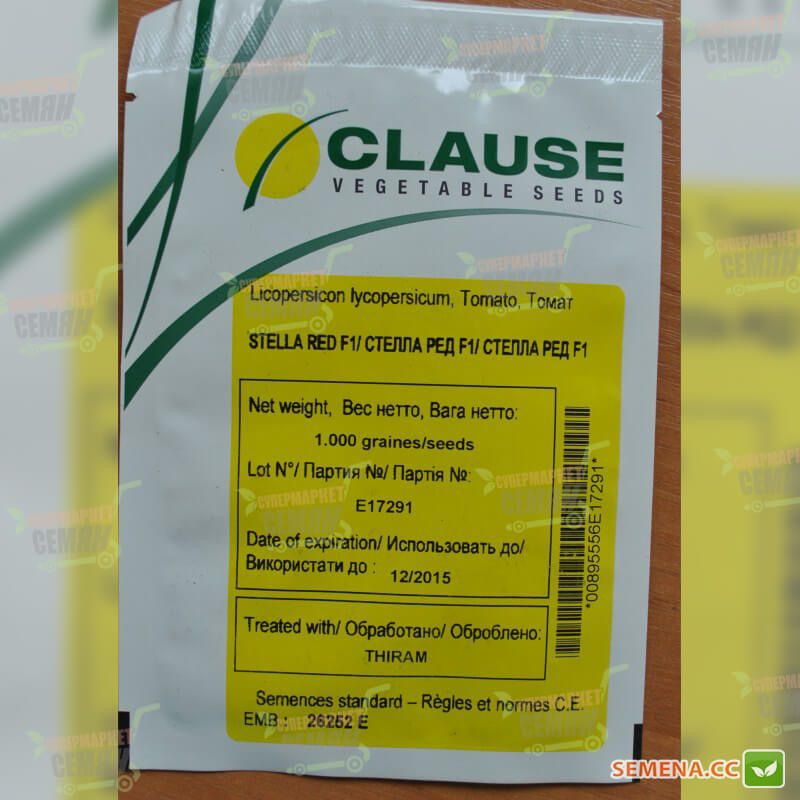 CLAUSE
VEGETABLE SEEDS
Licopersicon lycopersicum, Tomato, Томат
STELLA RED F1/ СТЕЛЛА РЕД F1/ СТЕЛЛА РЕД F1
Net weight, Вес нетто, Вага нетто:
1.000 graines/seeds
Lot N°/ Партия №/ Партія №:
E17291
Date of expiration/ Использовать до/
Використати до :
12/2015
*00895556E17291*
Treated with/ Обработано/ Оброблено:
THIRAM
Semences standard – Règles et normes C.E.
EMB : 26252 E
СУПЕРМАРКЕТ
СЕМЯН
SEMENA.CC